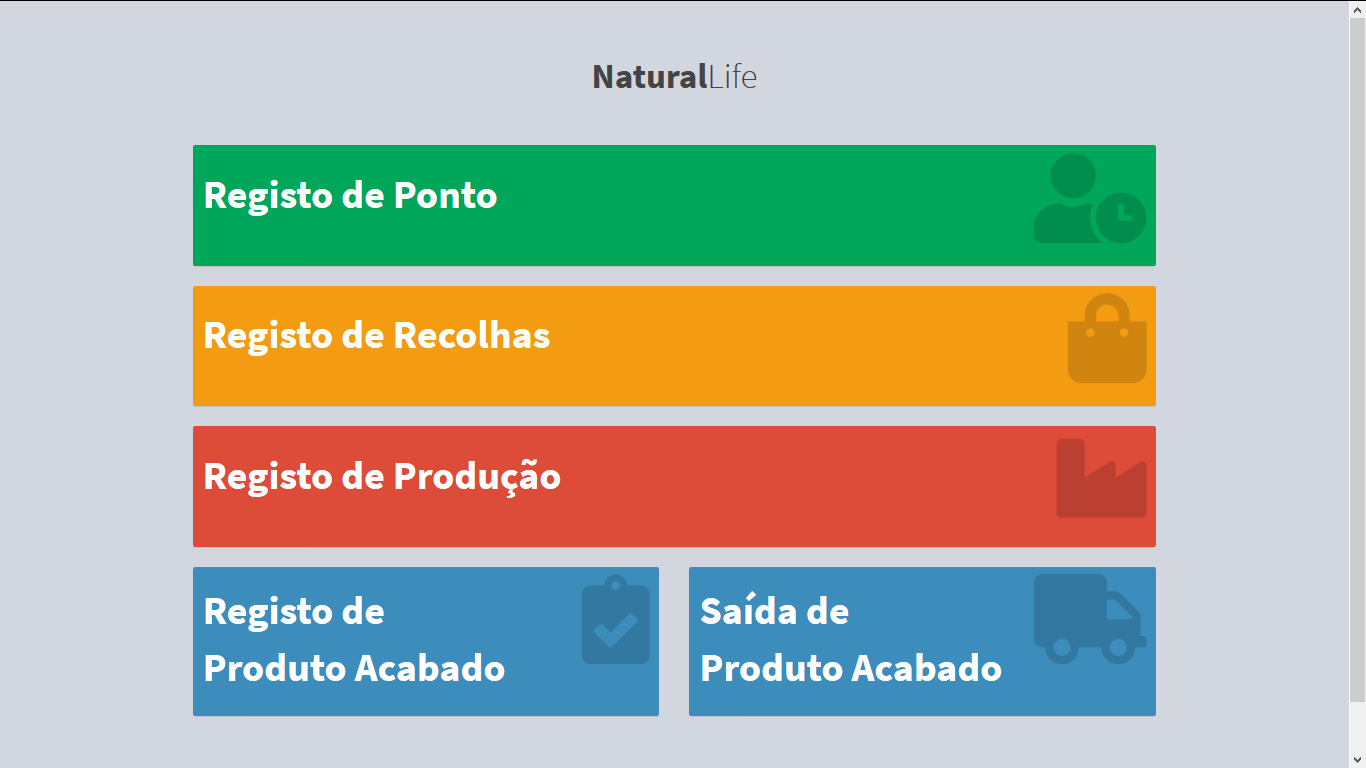 NaturalLife
Registo de Ponto
Registo de Recolhas
Registo de Produção
Registo de
Produto Acabado
Saída de
Produto Acabado